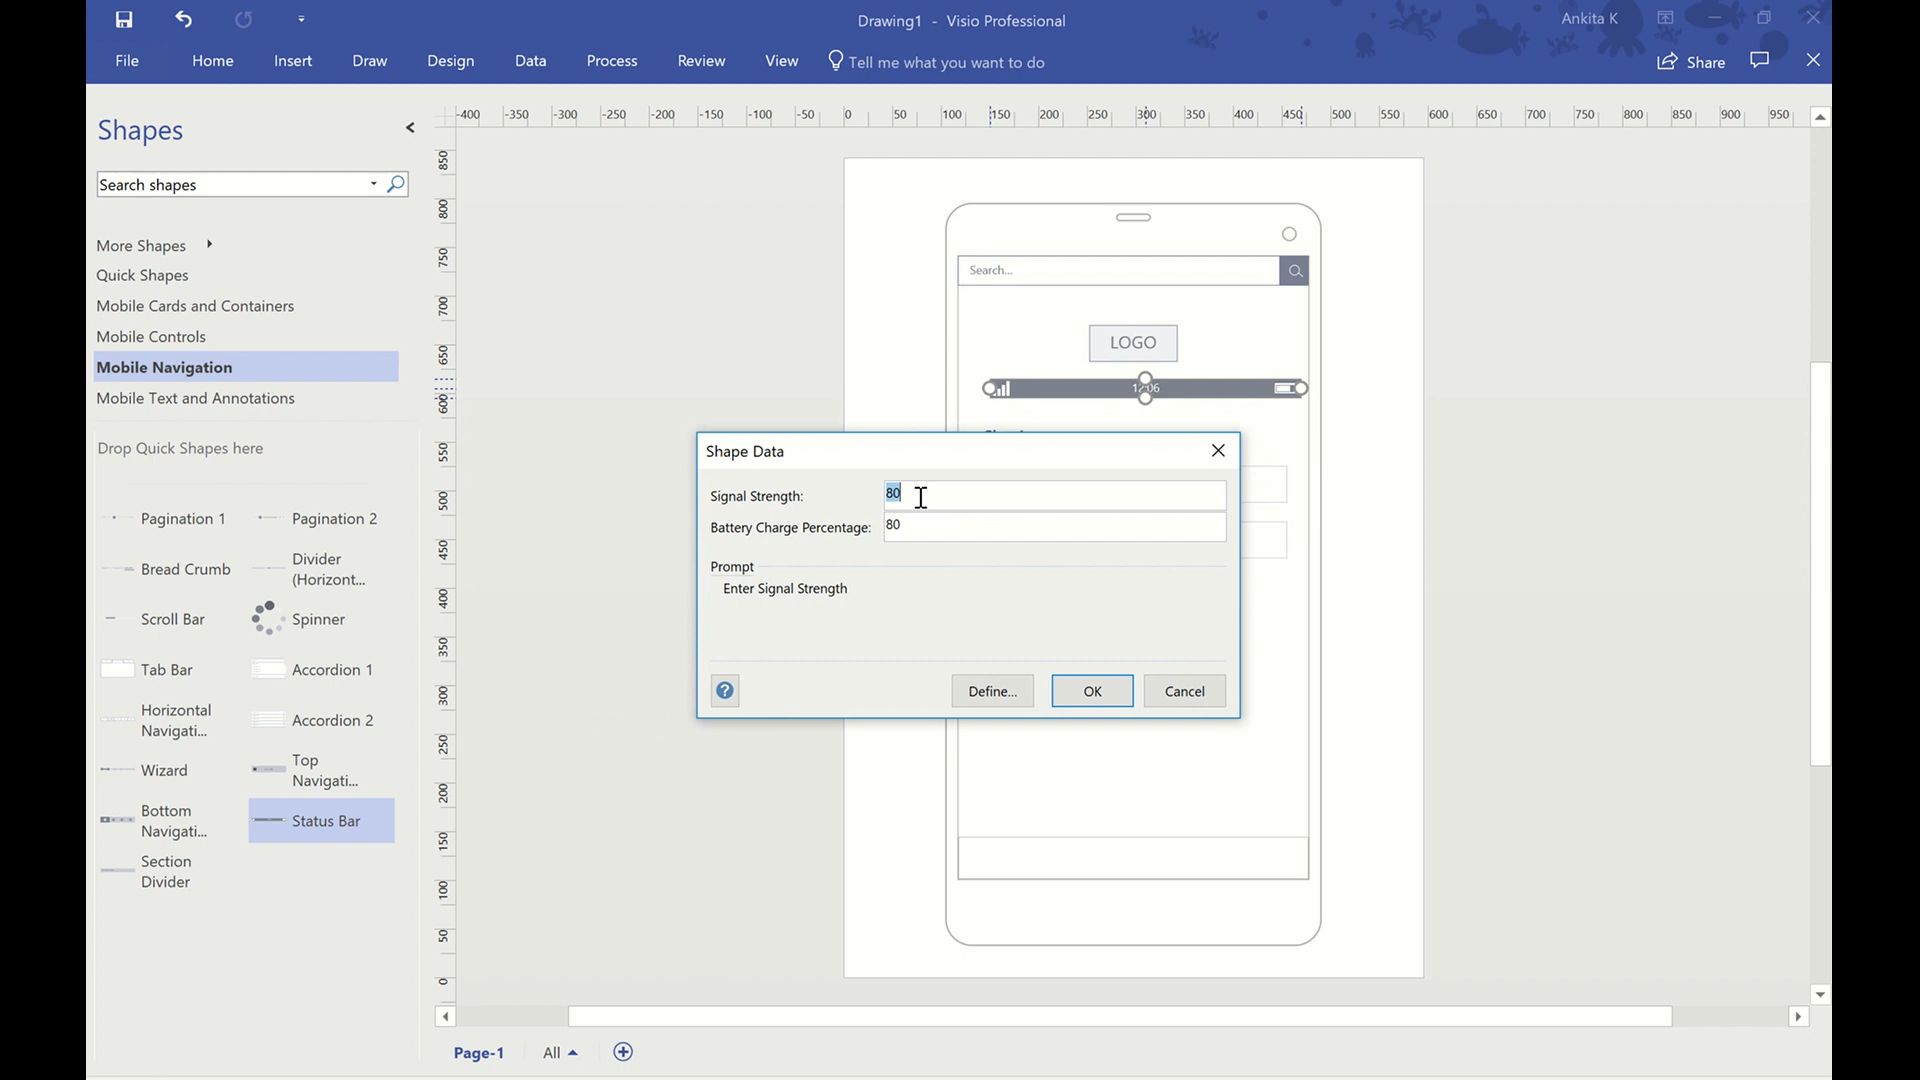 Drawing1 - Visio Professional
Ankita K
File Home Insert Draw Design Data Process Review View Tell me what you want to do
Share
Shapes
Search shapes
More Shapes
Quick Shapes
Mobile Cards and Containers
Mobile Controls
Mobile Navigation
Mobile Text and Annotations
Drop Quick Shapes here
Pagination 1
Pagination 2
Bread Crumb
Divider
(Horizont...
Scroll Bar
Spinner
Tab Bar
Accordion 1
Horizontal
Navigati...
Accordion 2
Wizard
Top
Navigati...
Bottom
Navigati...
Status Bar
Section
Divider
-400 -350 -300 -250 -200 -150 -100 -50 0 50 100 150 200 250 300 350 400 450 500 550 600 650 700 750 800 850 900 950
850
800
750
700
650
600
550
500
450
400
350
300
250
200
150
100
50
0
Search...
LOGO
12:06
Shape Data
Signal Strength: 80
Battery Charge Percentage: 80
Prompt
Enter Signal Strength
Define... OK Cancel
Page-1 All